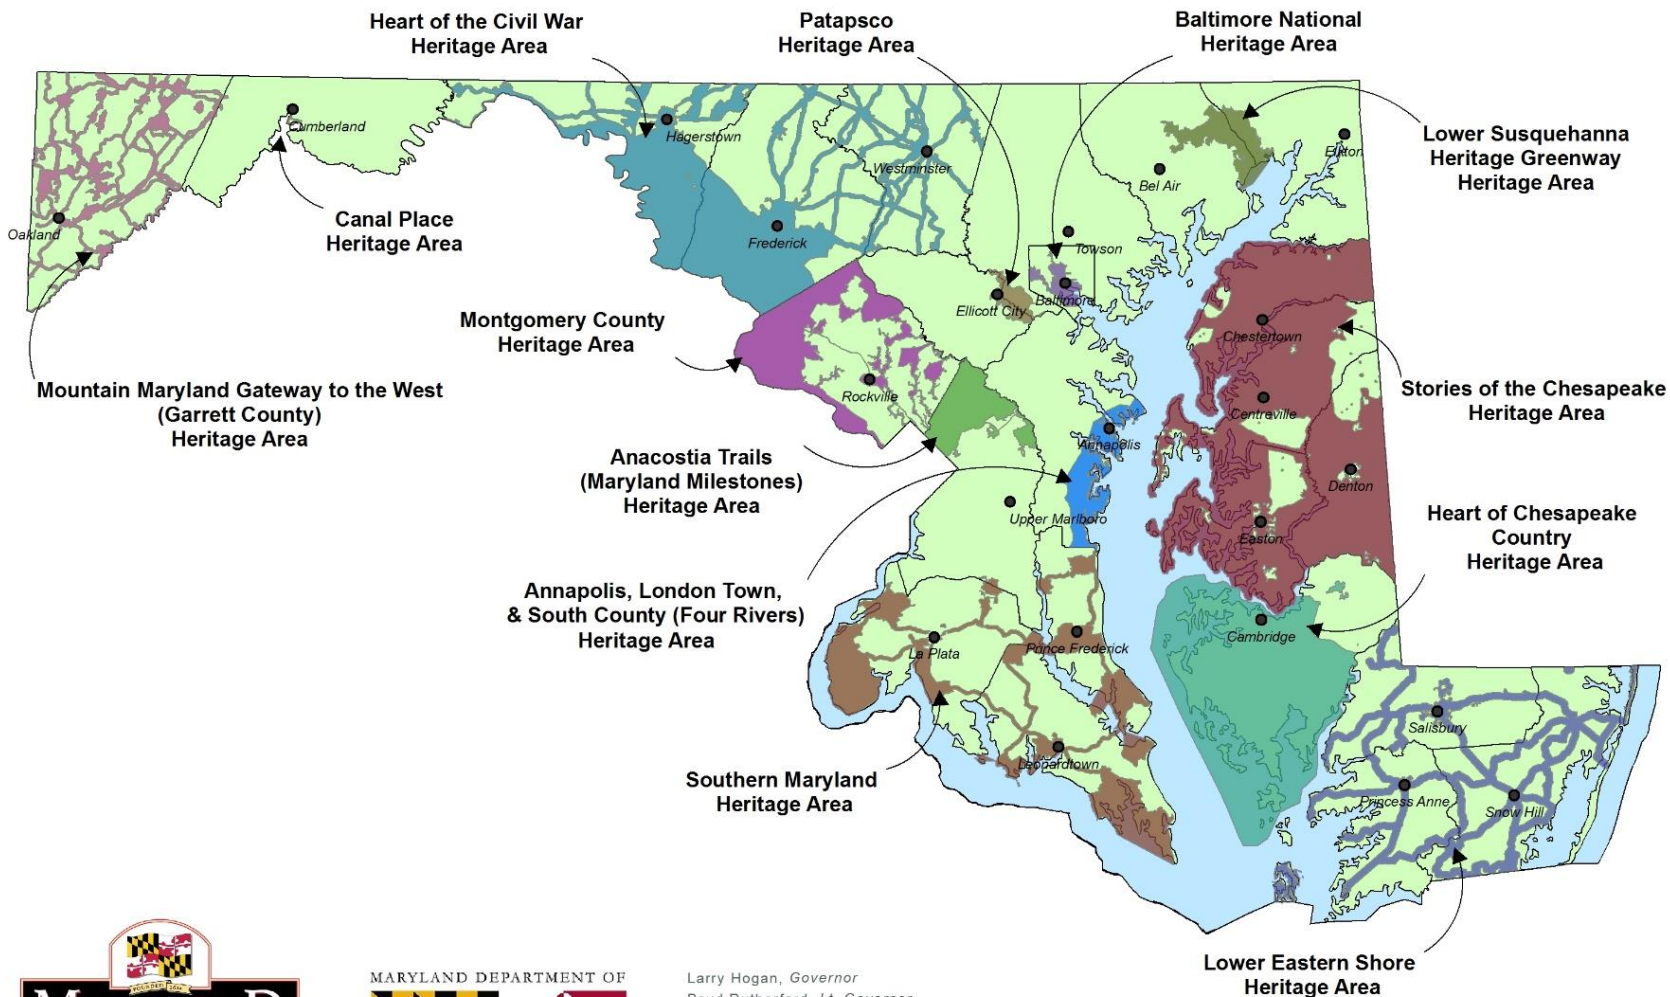 Heart of the Civil War
Heritage Area
Patapsco
Heritage Area
Baltimore National
Heritage Area
Lower Susquehanna
Heritage Greenway
Heritage Area
Cumberland
Hagerstown
Westminster
Elkton
Bel Air
Canal Place
Heritage Area
Oakland
Frederick
Towson
Baltimore
Ellicott City
Montgomery County
Heritage Area
Chestertown
Mountain Maryland Gateway to the West
(Garrett County)
Heritage Area
Rockville
Stories of the Chesapeake
Heritage Area
Centreville
Annapolis
Anacostia Trails
(Maryland Milestones)
Heritage Area
Denton
Upper Marlboro
Easton
Heart of Chesapeake
Country
Heritage Area
Annapolis, London Town,
& South County (Four Rivers)
Heritage Area
Cambridge
La Plata
Prince Frederick
Salisbury
Leonardtown
Southern Maryland
Heritage Area
Princess Anne
Snow Hill
Lower Eastern Shore
Heritage Area
MARYLAND DEPARTMENT OF
Larry Hogan, Governor
Boyd Rutherford, Lt. Governor